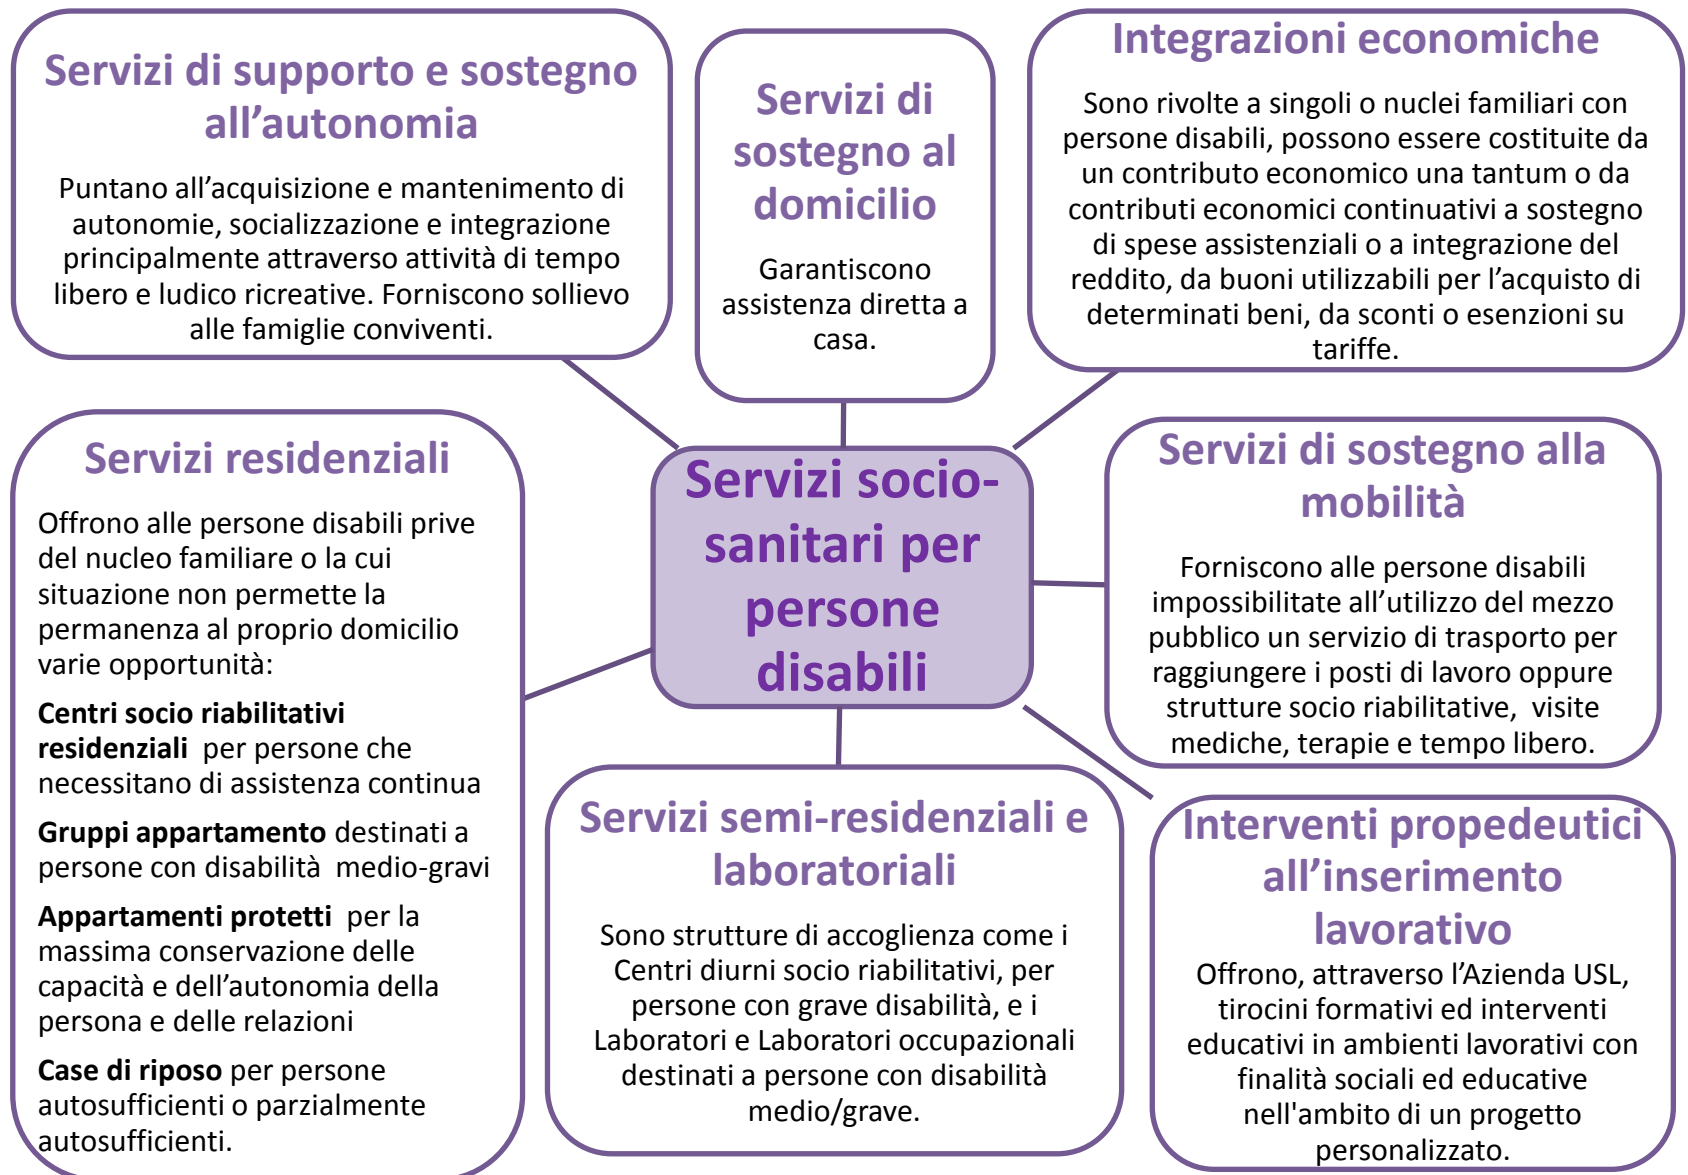 Servizi di supporto e sostegno
all’autonomia
Puntano all’acquisizione e mantenimento di
autonomie, socializzazione e integrazione
principalmente attraverso attività di tempo
libero e ludico ricreative. Forniscono sollievo
alle famiglie conviventi.
Servizi di
sostegno al
domicilio
Garantiscono
assistenza diretta a
casa.
Integrazioni economiche
Sono rivolte a singoli o nuclei familiari con
persone disabili, possono essere costituite da
un contributo economico una tantum o da
contributi economici continuativi a sostegno
di spese assistenziali o a integrazione del
reddito, da buoni utilizzabili per l’acquisto di
determinati beni, da sconti o esenzioni su
tariffe.
Servizi residenziali
Offrono alle persone disabili prive
del nucleo familiare o la cui
situazione non permette la
permanenza al proprio domicilio
varie opportunità:
Centri socio riabilitativi
residenziali per persone che
necessitano di assistenza continua
Gruppi appartamento destinati a
persone con disabilità medio-gravi
Appartamenti protetti per la
massima conservazione delle
capacità e dell’autonomia della
persona e delle relazioni
Case di riposo per persone
autosufficienti o parzialmente
autosufficienti.
Servizi socio-
sanitari per
persone
disabili
Servizi di sostegno alla
mobilità
Forniscono alle persone disabili
impossibilitate all’utilizzo del mezzo
pubblico un servizio di trasporto per
raggiungere i posti di lavoro oppure
strutture socio riabilitative, visite
mediche, terapie e tempo libero.
Servizi semi-residenziali e
laboratoriali
Sono strutture di accoglienza come i
Centri diurni socio riabilitativi, per
persone con grave disabilità, e i
Laboratori e Laboratori occupazionali
destinati a persone con disabilità
medio/grave.
Interventi propedeutici
all’inserimento
lavorativo
Offrono, attraverso l’Azienda USL,
tirocini formativi ed interventi
educativi in ambienti lavorativi con
finalità sociali ed educative
nell'ambito di un progetto
personalizzato.